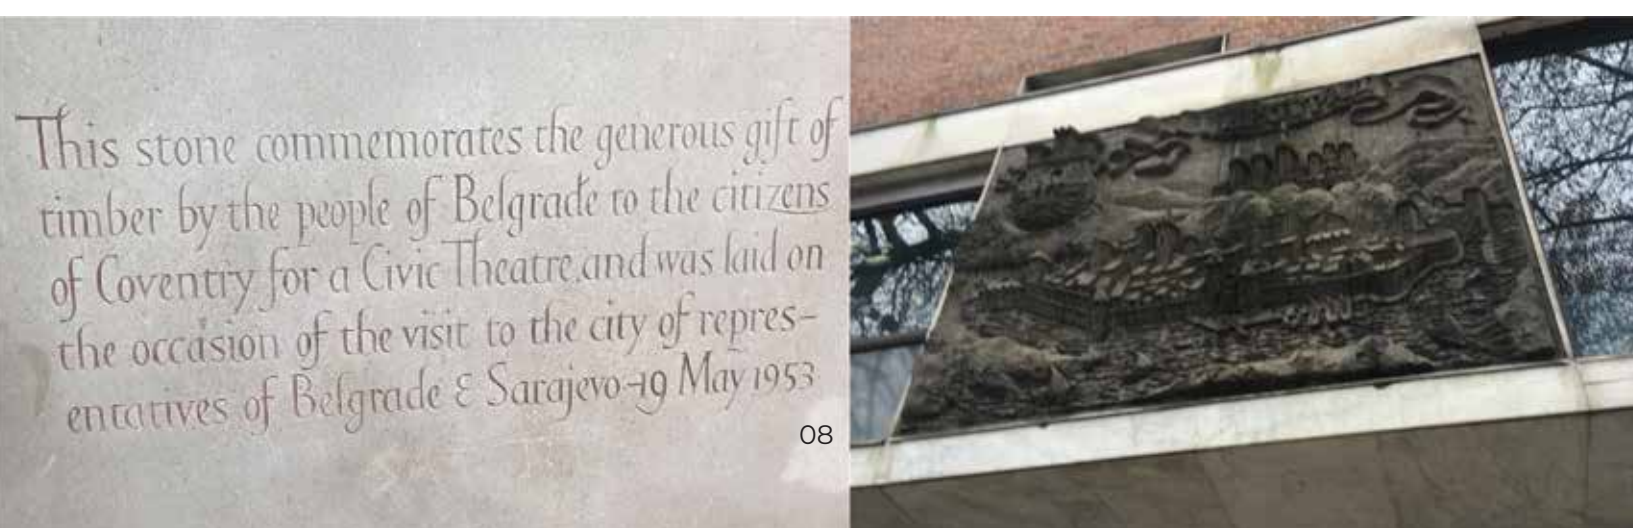 This stone commemorates the generous gift of
timber by the people of Belgrade to the citizens
of Coventry for a Civic Theatre.and was laid on
the occasion of the visit to the city of repres-
entatives of Belgrade & Sarajevo-19 May 1953
08